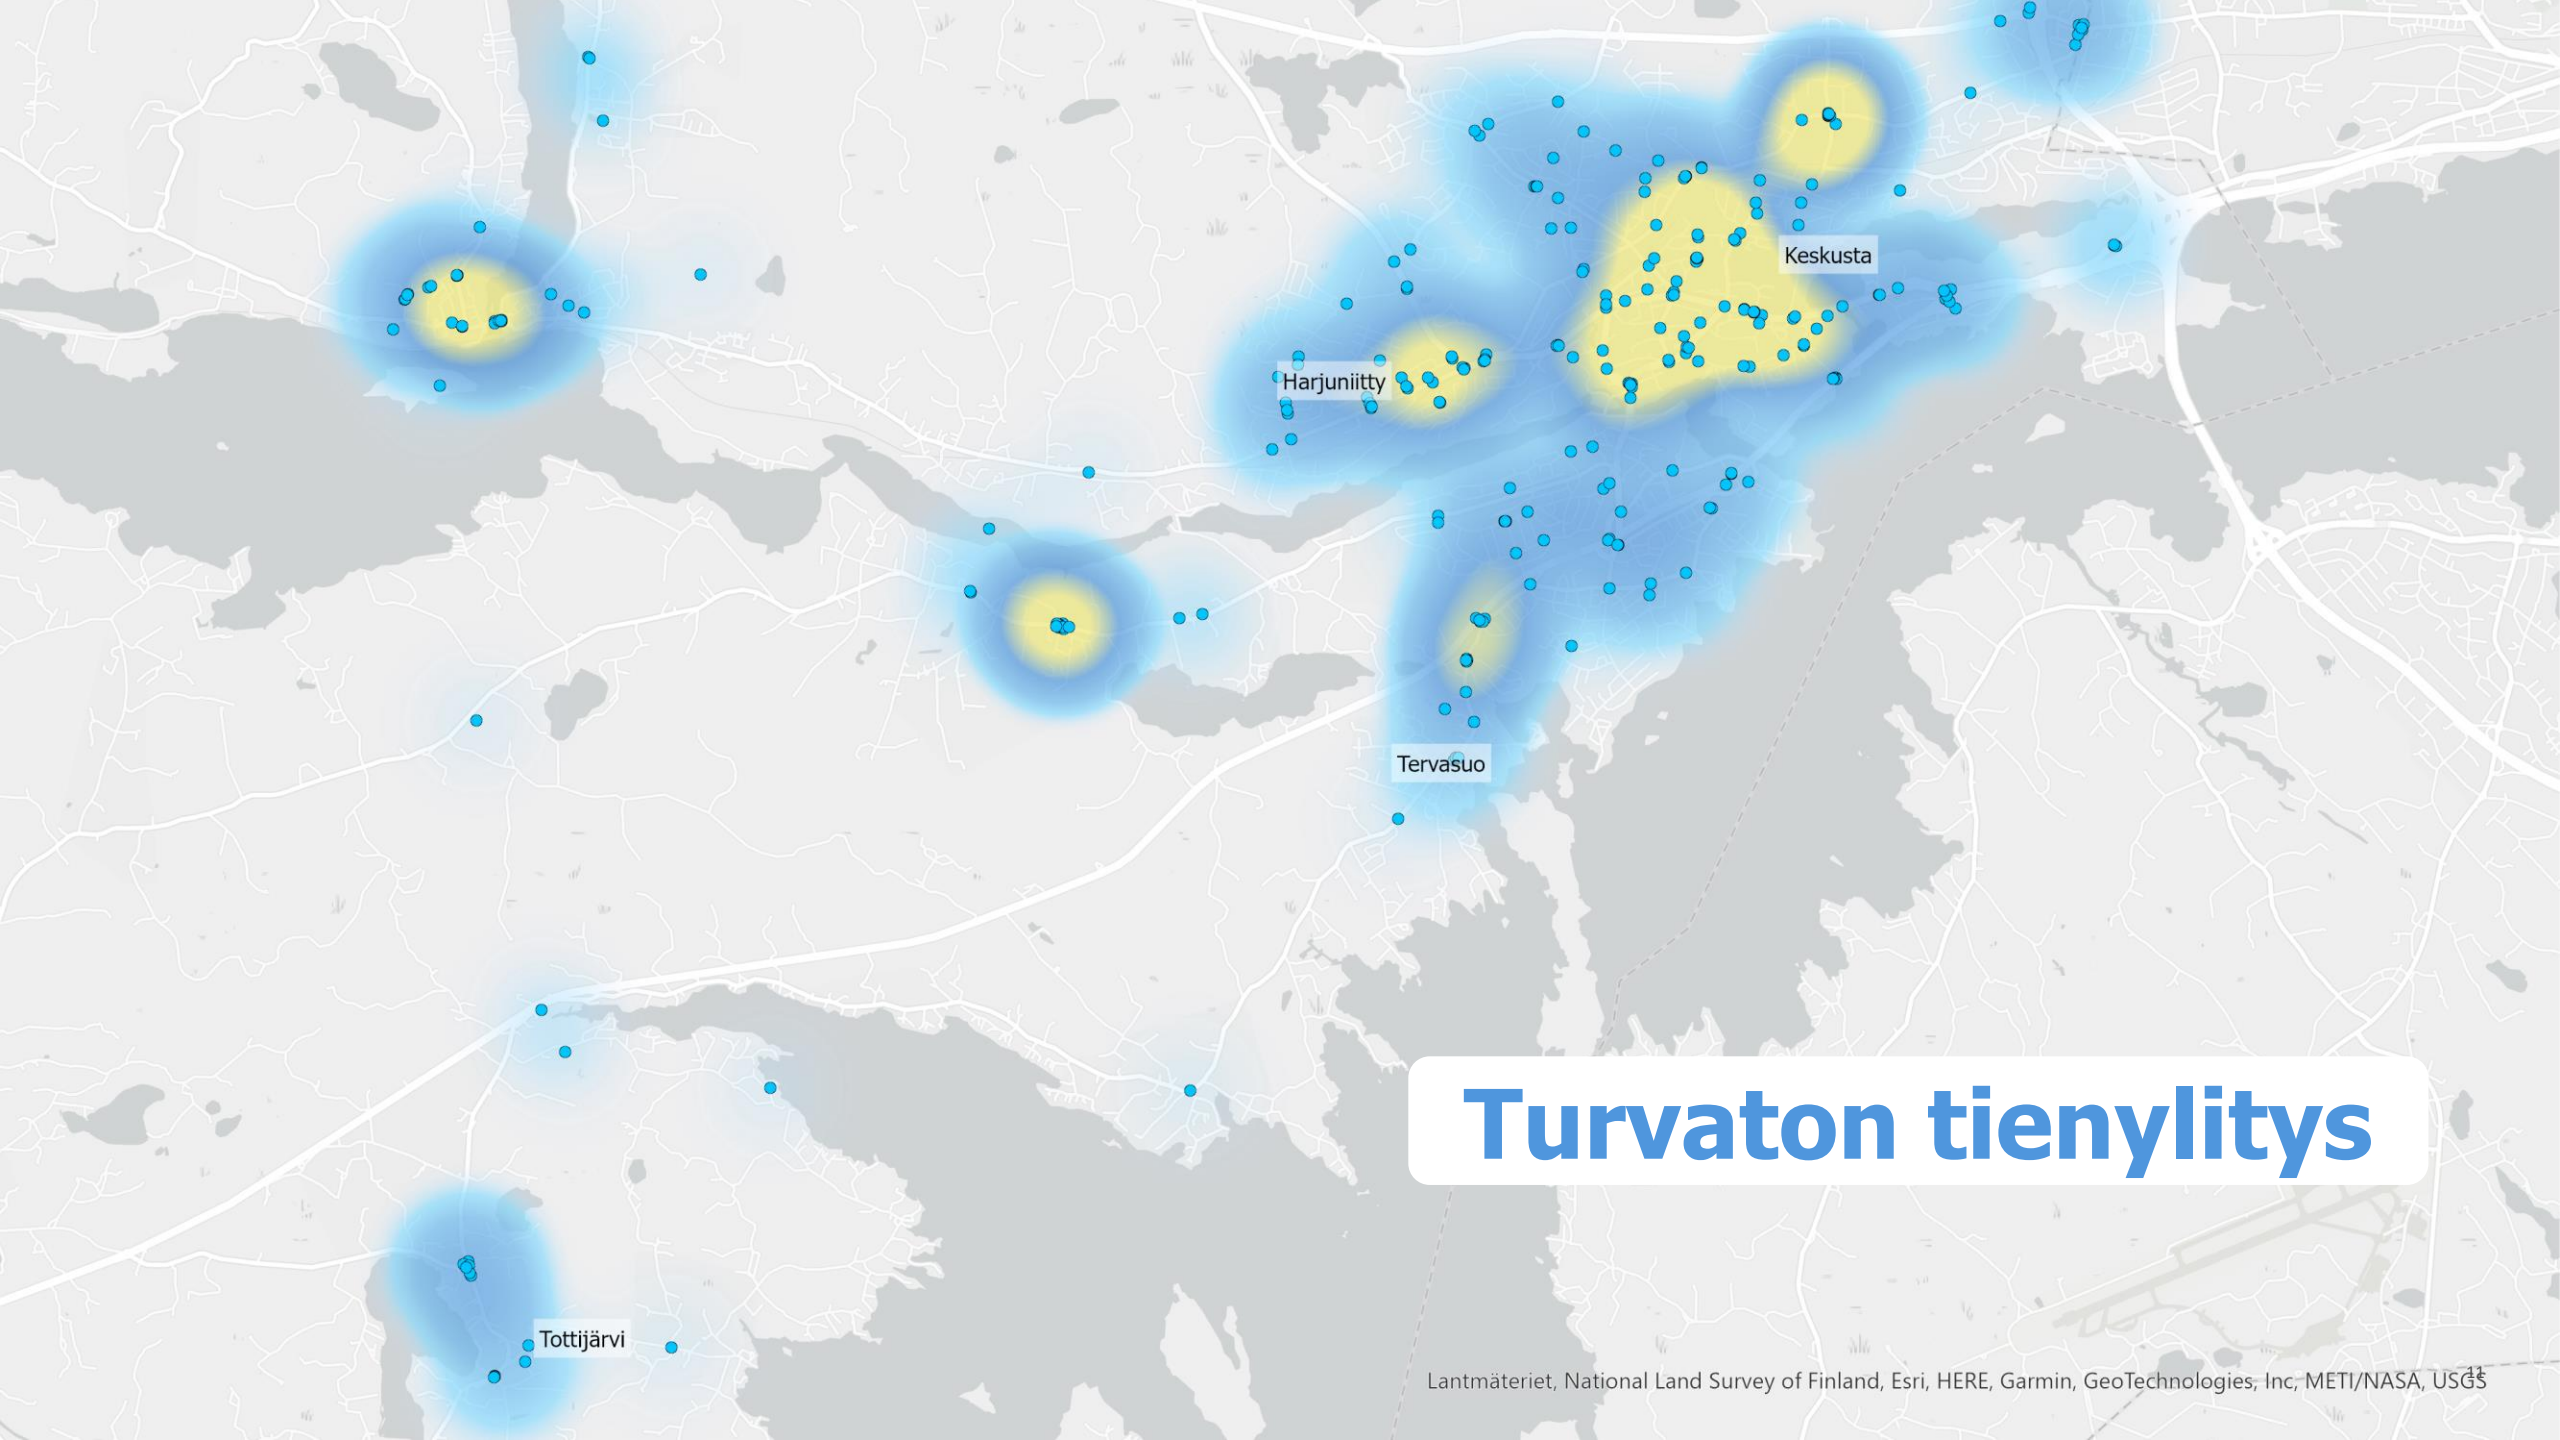 Keskusta
Harjuniitty
Tervasuo
Turvaton tienylitys
Tottijärvi
11
Lantmäteriet, National Land Survey of Finland, Esri, HERE, Garmin, GeoTechnologies, Inc, METI/NASA, USGS